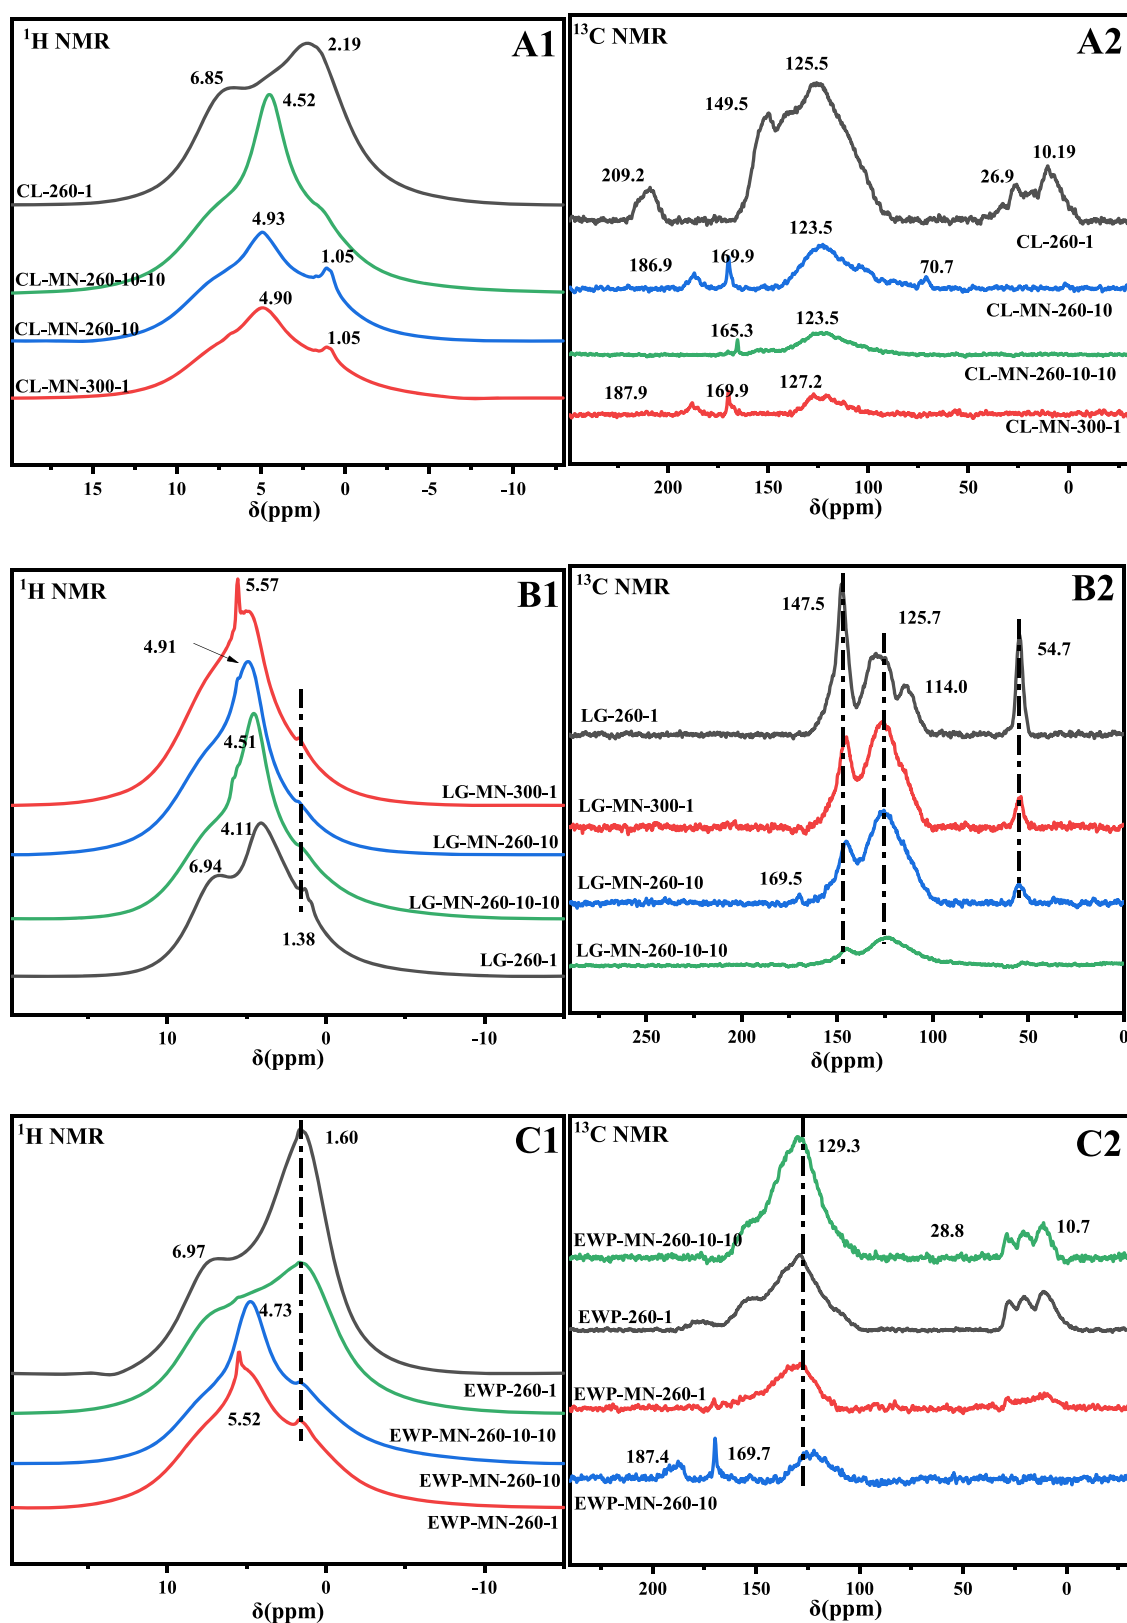 ¹H NMR
A1
2.19
6.85
4.52
CL-260-1
4.93
CL-MN-260-10-10
1.05
4.90
CL-MN-260-10
1.05
CL-MN-300-1
15 10 5 0 -5 -10
δ(ppm)
¹³C NMR
A2
125.5
149.5
209.2
26.9
10.19
CL-260-1
123.5
186.9
169.9
70.7
CL-MN-260-10
165.3
123.5
CL-MN-260-10-10
187.9
169.9
127.2
CL-MN-300-1
200 150 100 50 0
δ(ppm)
¹H NMR
B1
5.57
4.91
4.51
LG-MN-300-1
4.11
LG-MN-260-10
6.94
LG-MN-260-10-10
1.38
LG-260-1
10 0 -10
δ(ppm)
¹³C NMR
B2
147.5
125.7
54.7
114.0
LG-260-1
LG-MN-300-1
169.5
LG-MN-260-10
LG-MN-260-10-10
250 200 150 100 50 0
δ(ppm)
¹H NMR
C1
1.60
6.97
4.73
EWP-260-1
5.52
EWP-MN-260-10-10
EWP-MN-260-10
EWP-MN-260-1
10 0 -10
δ(ppm)
¹³C NMR
C2
129.3
28.8
10.7
EWP-MN-260-10-10
EWP-260-1
EWP-MN-260-1
187.4
169.7
EWP-MN-260-10
200 150 100 50 0
δ(ppm)